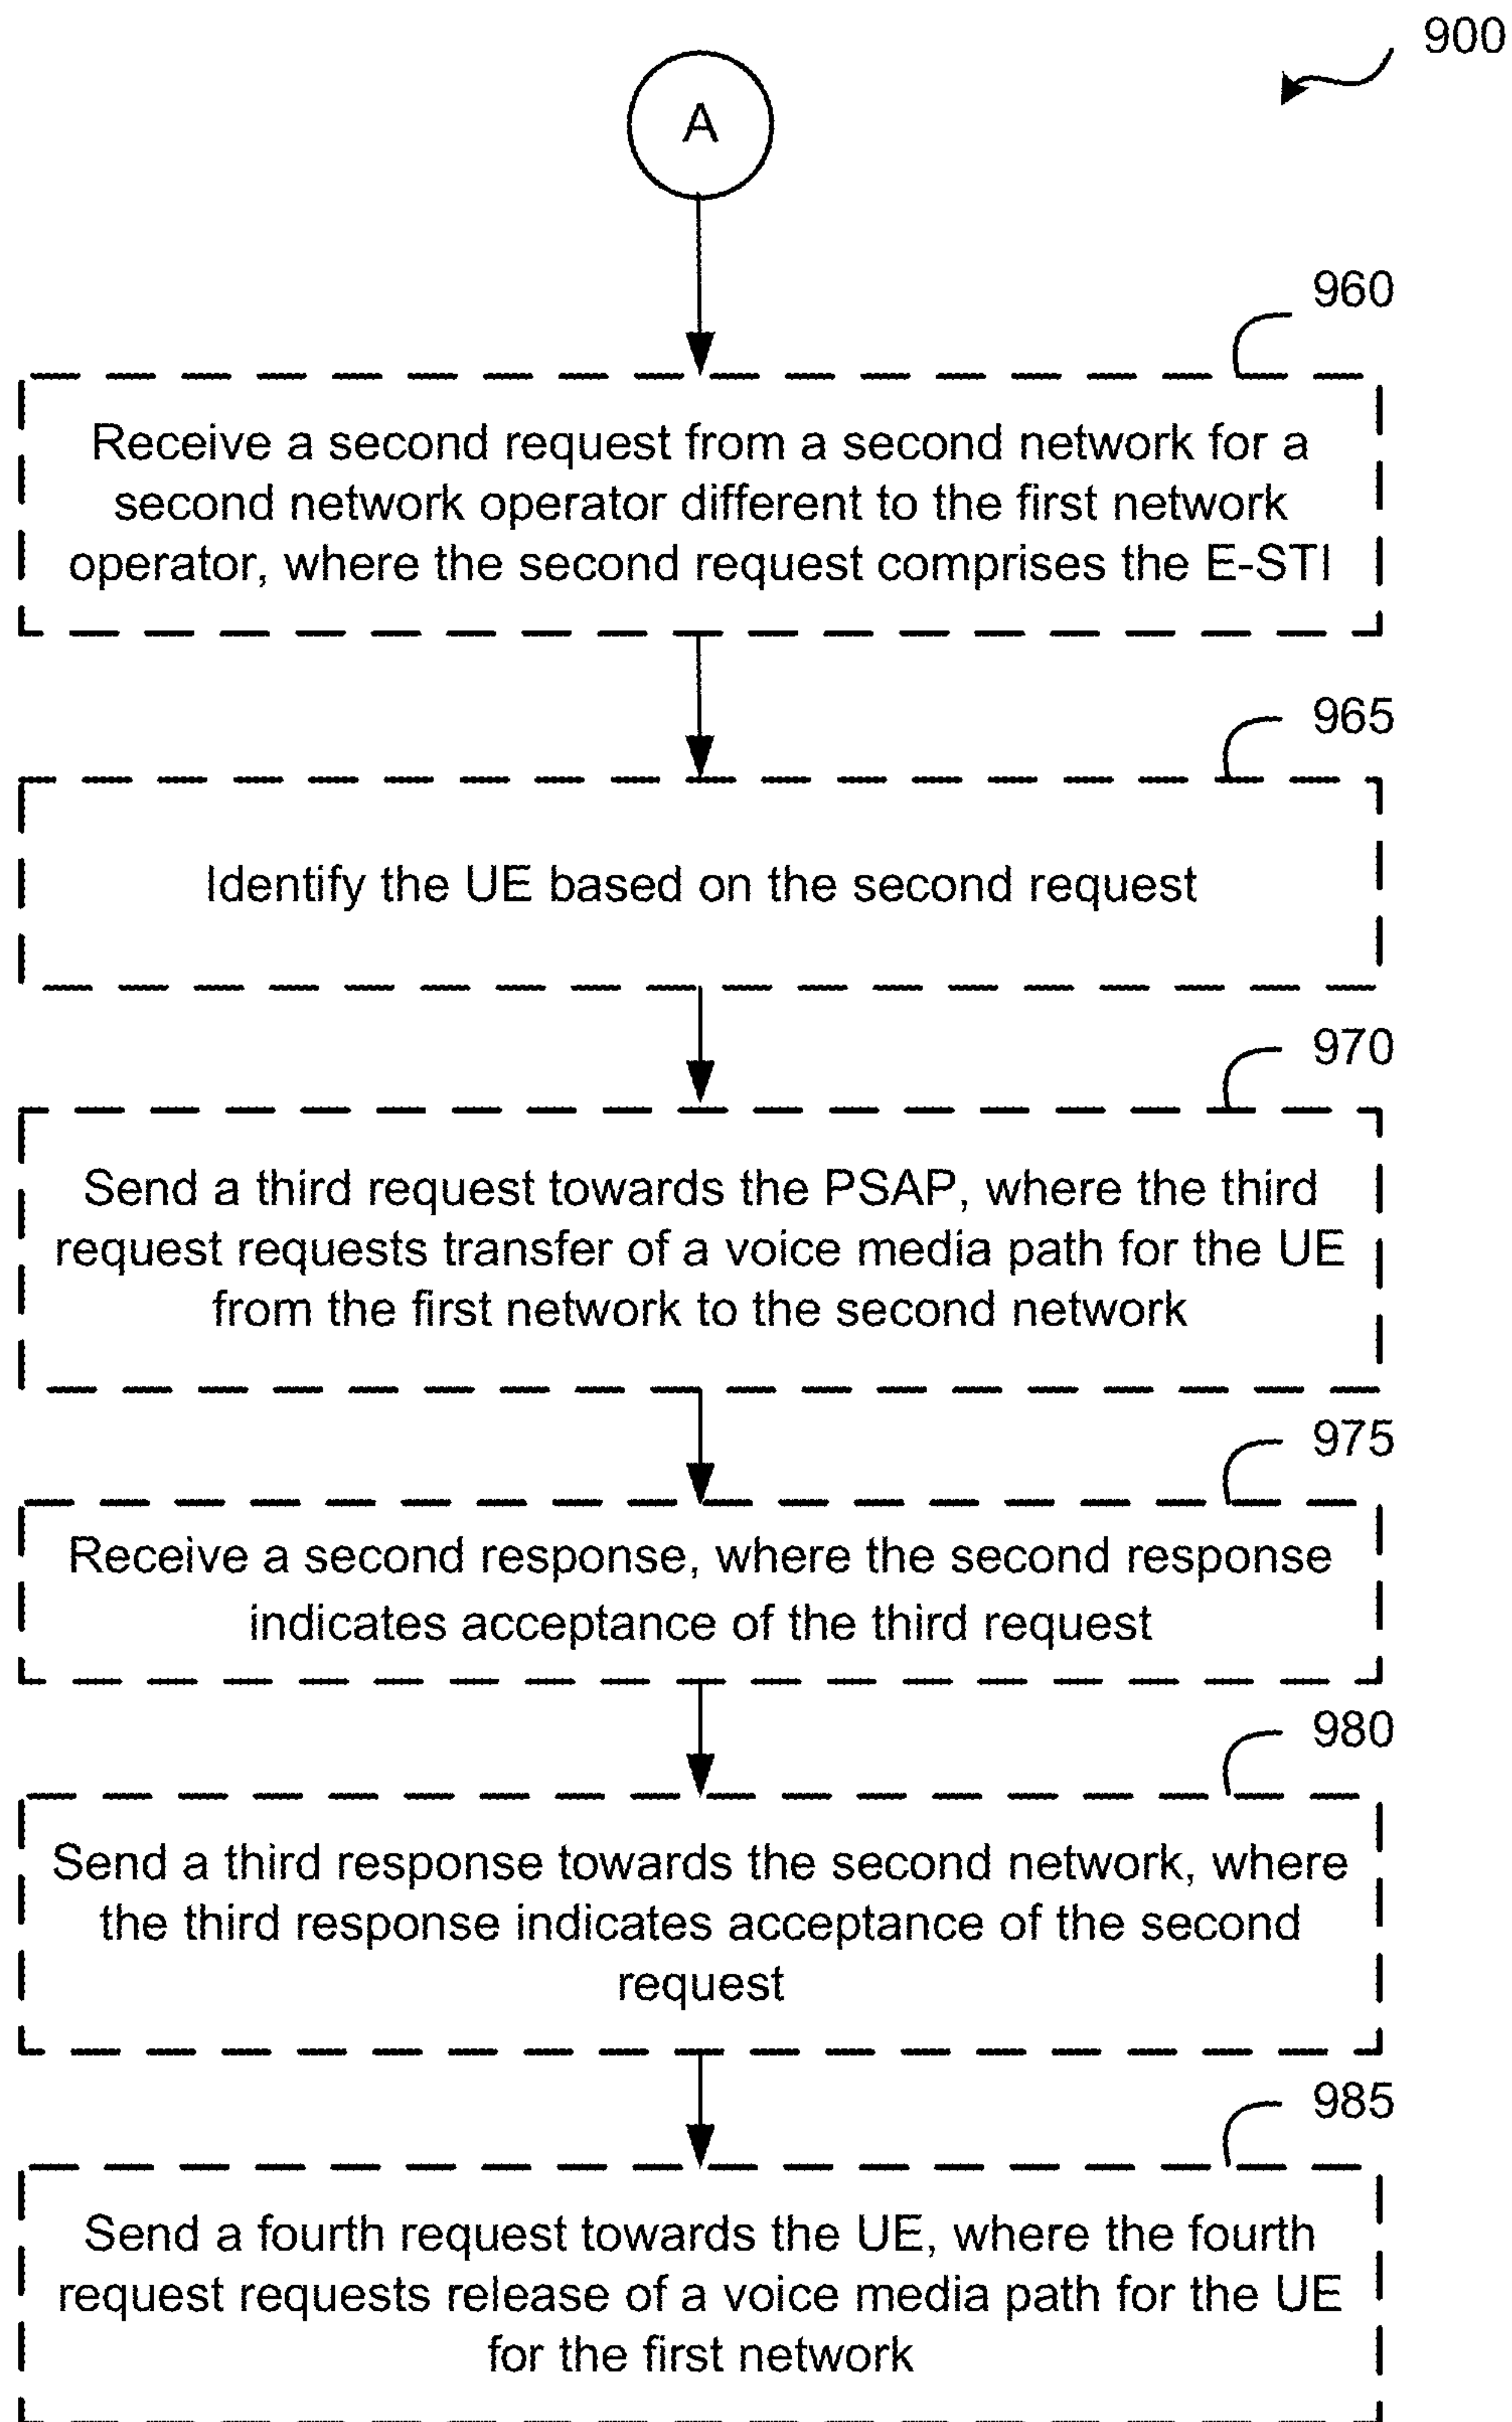 900
A
960
Receive a second request from a second network for a
second network operator different to the first network
operator, where the second request comprises the E-STI
965
Identify the UE based on the second request
970
Send a third request towards the PSAP, where the third
request requests transfer of a voice media path for the UE
from the first network to the second network
975
Receive a second response, where the second response
indicates acceptance of the third request
980
Send a third response towards the second network, where
the third response indicates acceptance of the second
request
985
Send a fourth request towards the UE, where the fourth
request requests release of a voice media path for the UE
for the first network